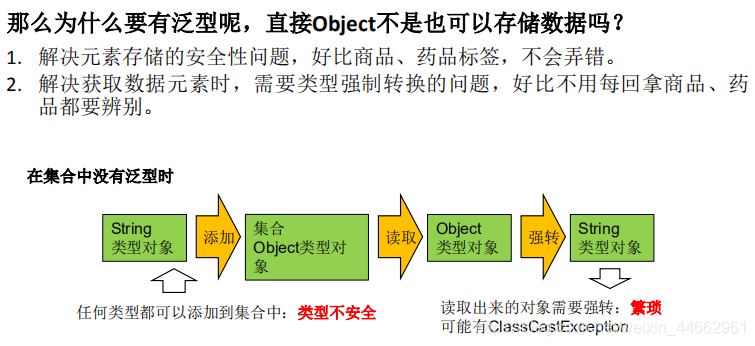 那么为什么要有泛型呢，直接Object不是也可以存储数据吗？
1. 解决元素存储的安全性问题，好比商品、药品标签，不会弄错。
2. 解决获取数据元素时，需要类型强制转换的问题，好比不用每回拿商品、药
品都要辨别。
在集合中没有泛型时
String
类型对象
添加
集合
Object类型对
象
读取
Object
类型对象
强转
String
类型对象
任何类型都可以添加到集合中：类型不安全
读取出来的对象需要强转：繁琐
可能有ClassCastException
weixin_44662961